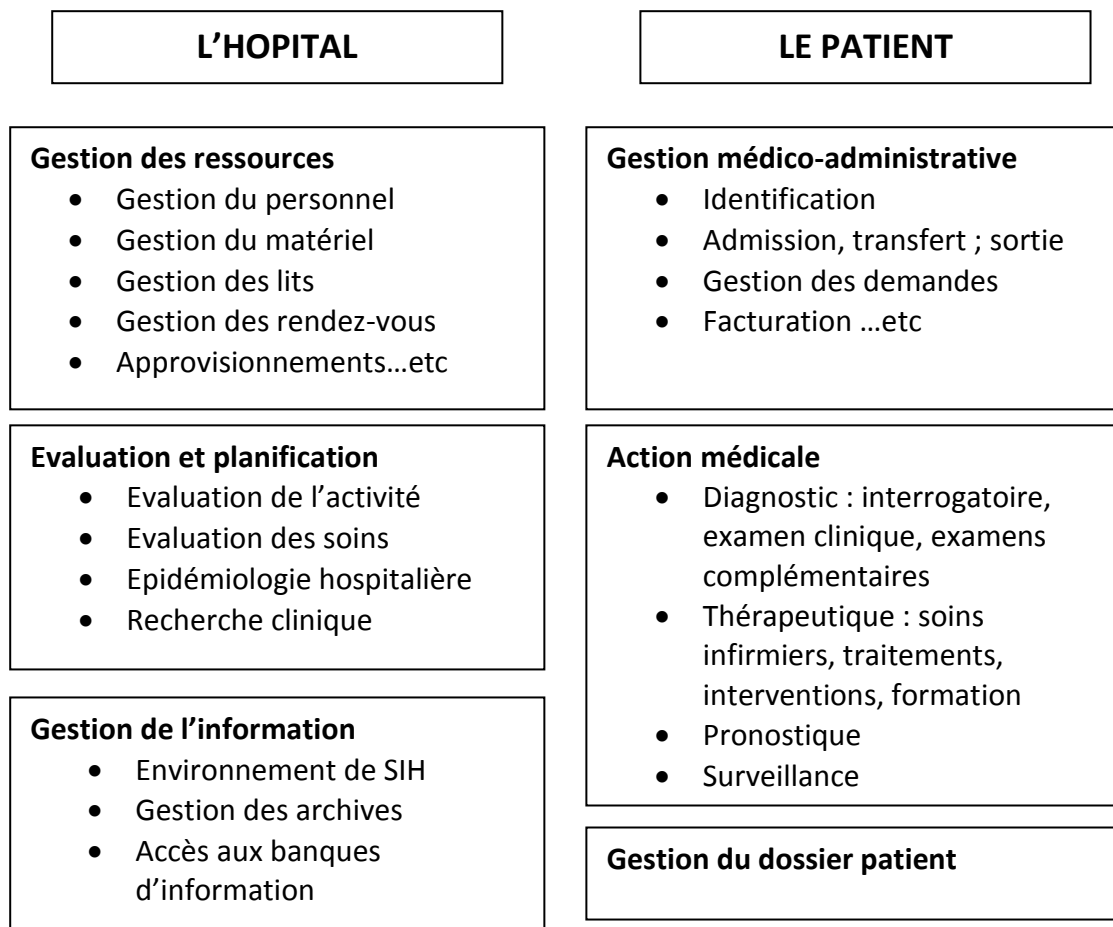 L’HOPITAL
LE PATIENT
Gestion des ressources
• Gestion du personnel
• Gestion du matériel
• Gestion des lits
• Gestion des rendez-vous
• Approvisionnements…etc
Evaluation et planification
• Evaluation de l’activité
• Evaluation des soins
• Epidémiologie hospitalière
• Recherche clinique
Gestion de l’information
• Environnement de SIH
• Gestion des archives
• Accès aux banques
d’information
Gestion médico-administrative
• Identification
• Admission, transfert ; sortie
• Gestion des demandes
• Facturation …etc
Action médicale
• Diagnostic : interrogatoire,
examen clinique, examens
complémentaires
• Thérapeutique : soins
infirmiers, traitements,
interventions, formation
• Pronostique
• Surveillance
Gestion du dossier patient